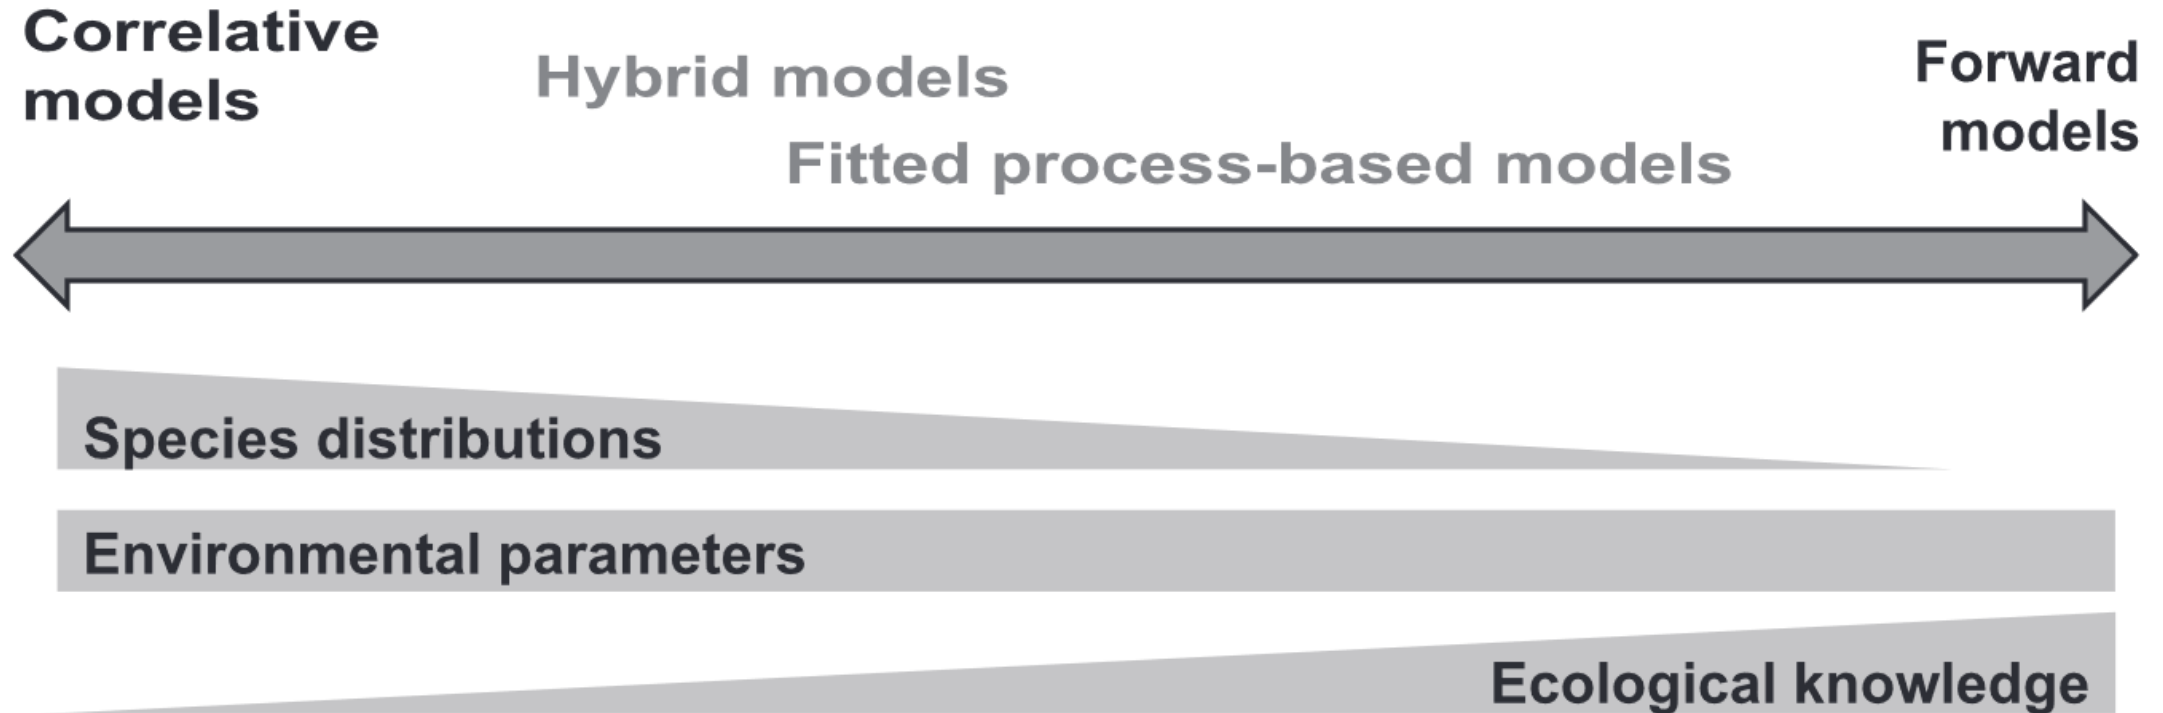 Correlative
models
Hybrid models
Forward
models
Fitted process-based models
Species distributions
Environmental parameters
Ecological knowledge